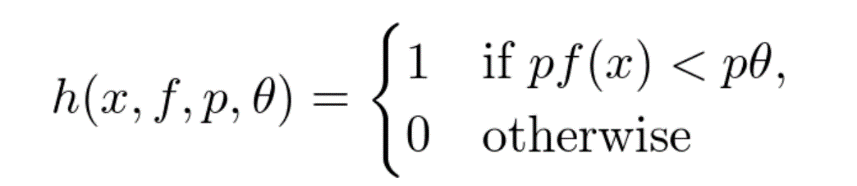 h(x, f, p, θ) = { 1 if pf(x) < pθ,
0 otherwise